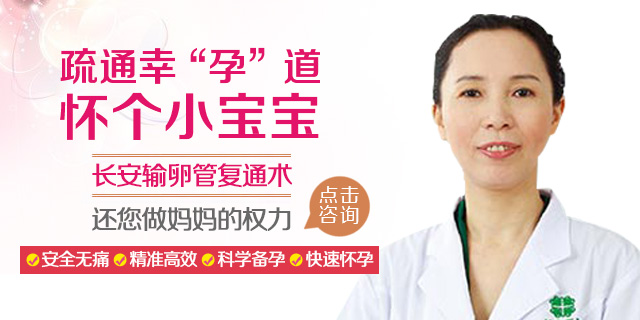 疏通幸“孕”道
怀个小宝宝
长安输卵管复通术
还您做妈妈的权力
点击
咨询
安全无痛 精准高效 科学备孕 快速怀孕